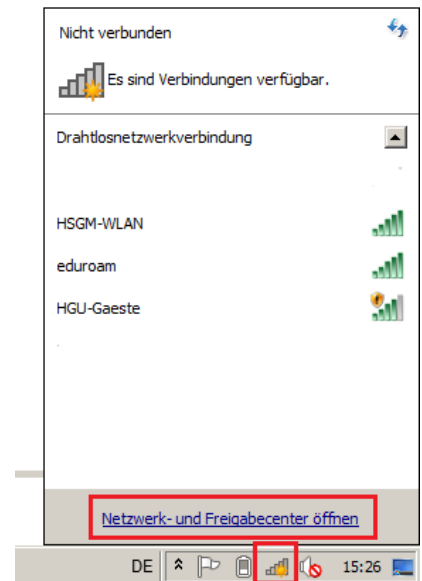 Nicht verbunden
Es sind Verbindungen verfügbar.
Drahtlosnetzwerkverbindung
HSGM-WLAN
eduroam
HGU-Gaeste
Netzwerk- und Freigabecenter öffnen
DE 15:26